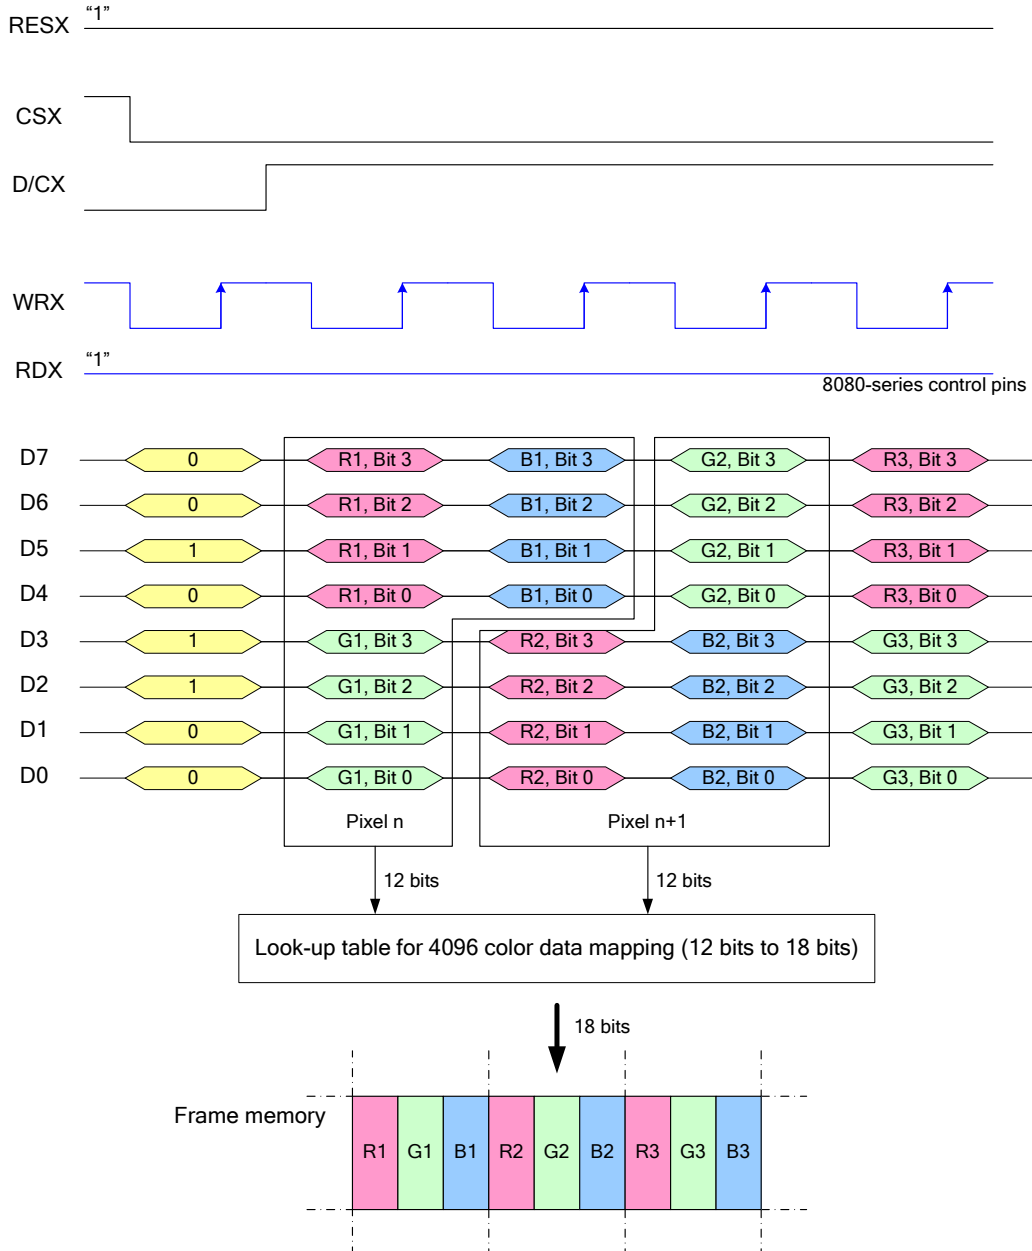 RESX "1"
CSX
D/CX
WRX
RDX "1"
8080-series control pins
D7 0 R1, Bit 3 B1, Bit 3 G2, Bit 3 R3, Bit 3
D6 0 R1, Bit 2 B1, Bit 2 G2, Bit 2 R3, Bit 2
D5 1 R1, Bit 1 B1, Bit 1 G2, Bit 1 R3, Bit 1
D4 0 R1, Bit 0 B1, Bit 0 G2, Bit 0 R3, Bit 0
D3 1 G1, Bit 3 R2, Bit 3 B2, Bit 3 G3, Bit 3
D2 1 G1, Bit 2 R2, Bit 2 B2, Bit 2 G3, Bit 2
D1 0 G1, Bit 1 R2, Bit 1 B2, Bit 1 G3, Bit 1
D0 0 G1, Bit 0 R2, Bit 0 B2, Bit 0 G3, Bit 0
Pixel n Pixel n+1
12 bits 12 bits
Look-up table for 4096 color data mapping (12 bits to 18 bits)
18 bits
Frame memory
R1 G1 B1 R2 G2 B2 R3 G3 B3